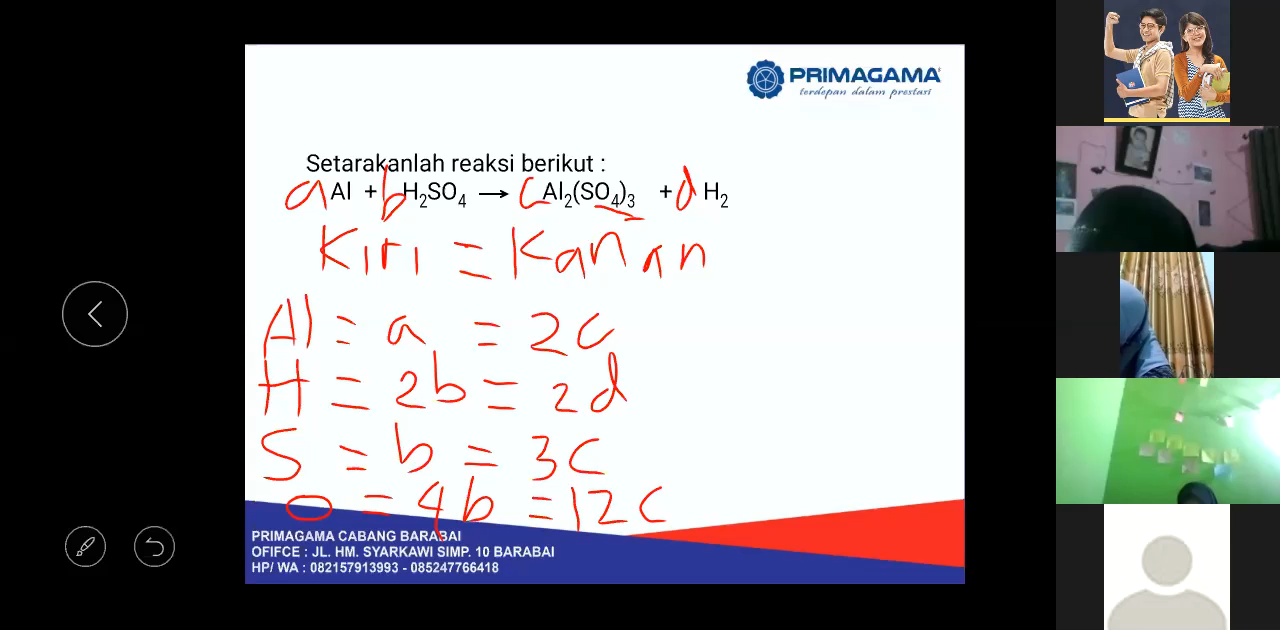 PRIMAGAMA
terdepan dalam prestasi
Setarakanlah reaksi berikut :
a Al + b H₂SO₄ → c Al₂(SO₄)₃ + d H₂
Kiri = Kanan
Al = a = 2c
H = 2b = 2d
S = b = 3c
O = 4b = 12c
PRIMAGAMA CABANG BARABAI
OFIFCE : JL. HM. SYARKAWI SIMP. 10 BARABAI
HP/ WA : 082157913993 - 085247766418